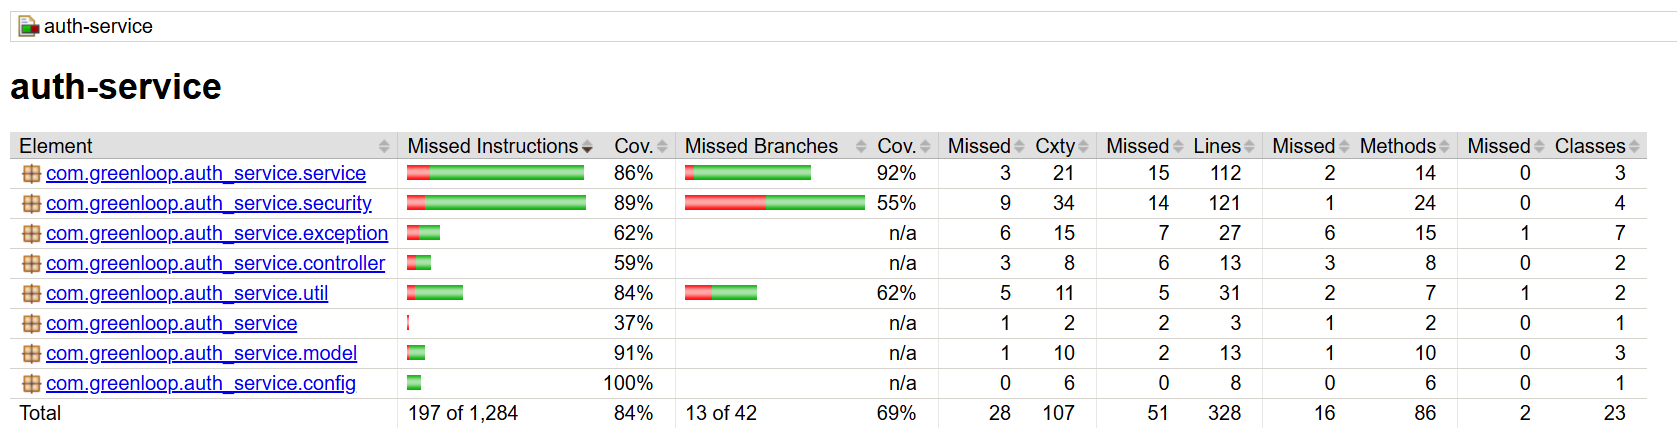 auth-service
auth-service
Element Missed Instructions Cov. Missed Branches Cov. Missed Cxty Missed Lines Missed Methods Missed Classes
com.greenloop.auth_service.service 86% 92% 3 21 15 112 2 14 0 3
com.greenloop.auth_service.security 89% 55% 9 34 14 121 1 24 0 4
com.greenloop.auth_service.exception 62% n/a 6 15 7 27 6 15 1 7
com.greenloop.auth_service.controller 59% n/a 3 8 6 13 3 8 0 2
com.greenloop.auth_service.util 84% 62% 5 11 5 31 2 7 1 2
com.greenloop.auth_service 37% n/a 1 2 2 3 1 2 0 1
com.greenloop.auth_service.model 91% n/a 1 10 2 13 1 10 0 3
com.greenloop.auth_service.config 100% n/a 0 6 0 8 0 6 0 1
Total 197 of 1,284 84% 13 of 42 69% 28 107 51 328 16 86 2 23